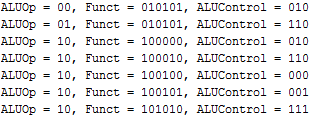 ALUOp = 00, Funct = 010101, ALUControl = 010
ALUOp = 01, Funct = 010101, ALUControl = 110
ALUOp = 10, Funct = 100000, ALUControl = 010
ALUOp = 10, Funct = 100010, ALUControl = 110
ALUOp = 10, Funct = 100100, ALUControl = 000
ALUOp = 10, Funct = 100101, ALUControl = 001
ALUOp = 10, Funct = 101010, ALUControl = 111